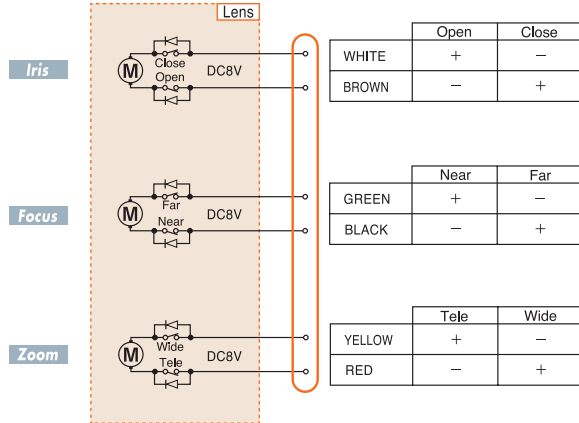 Lens
Iris
M
Close
Open
DC8V
Open Close
WHITE + −
BROWN − +
Focus
M
Far
Near
DC8V
Near Far
GREEN + −
BLACK − +
Zoom
M
Wide
Tele
DC8V
Tele Wide
YELLOW + −
RED − +